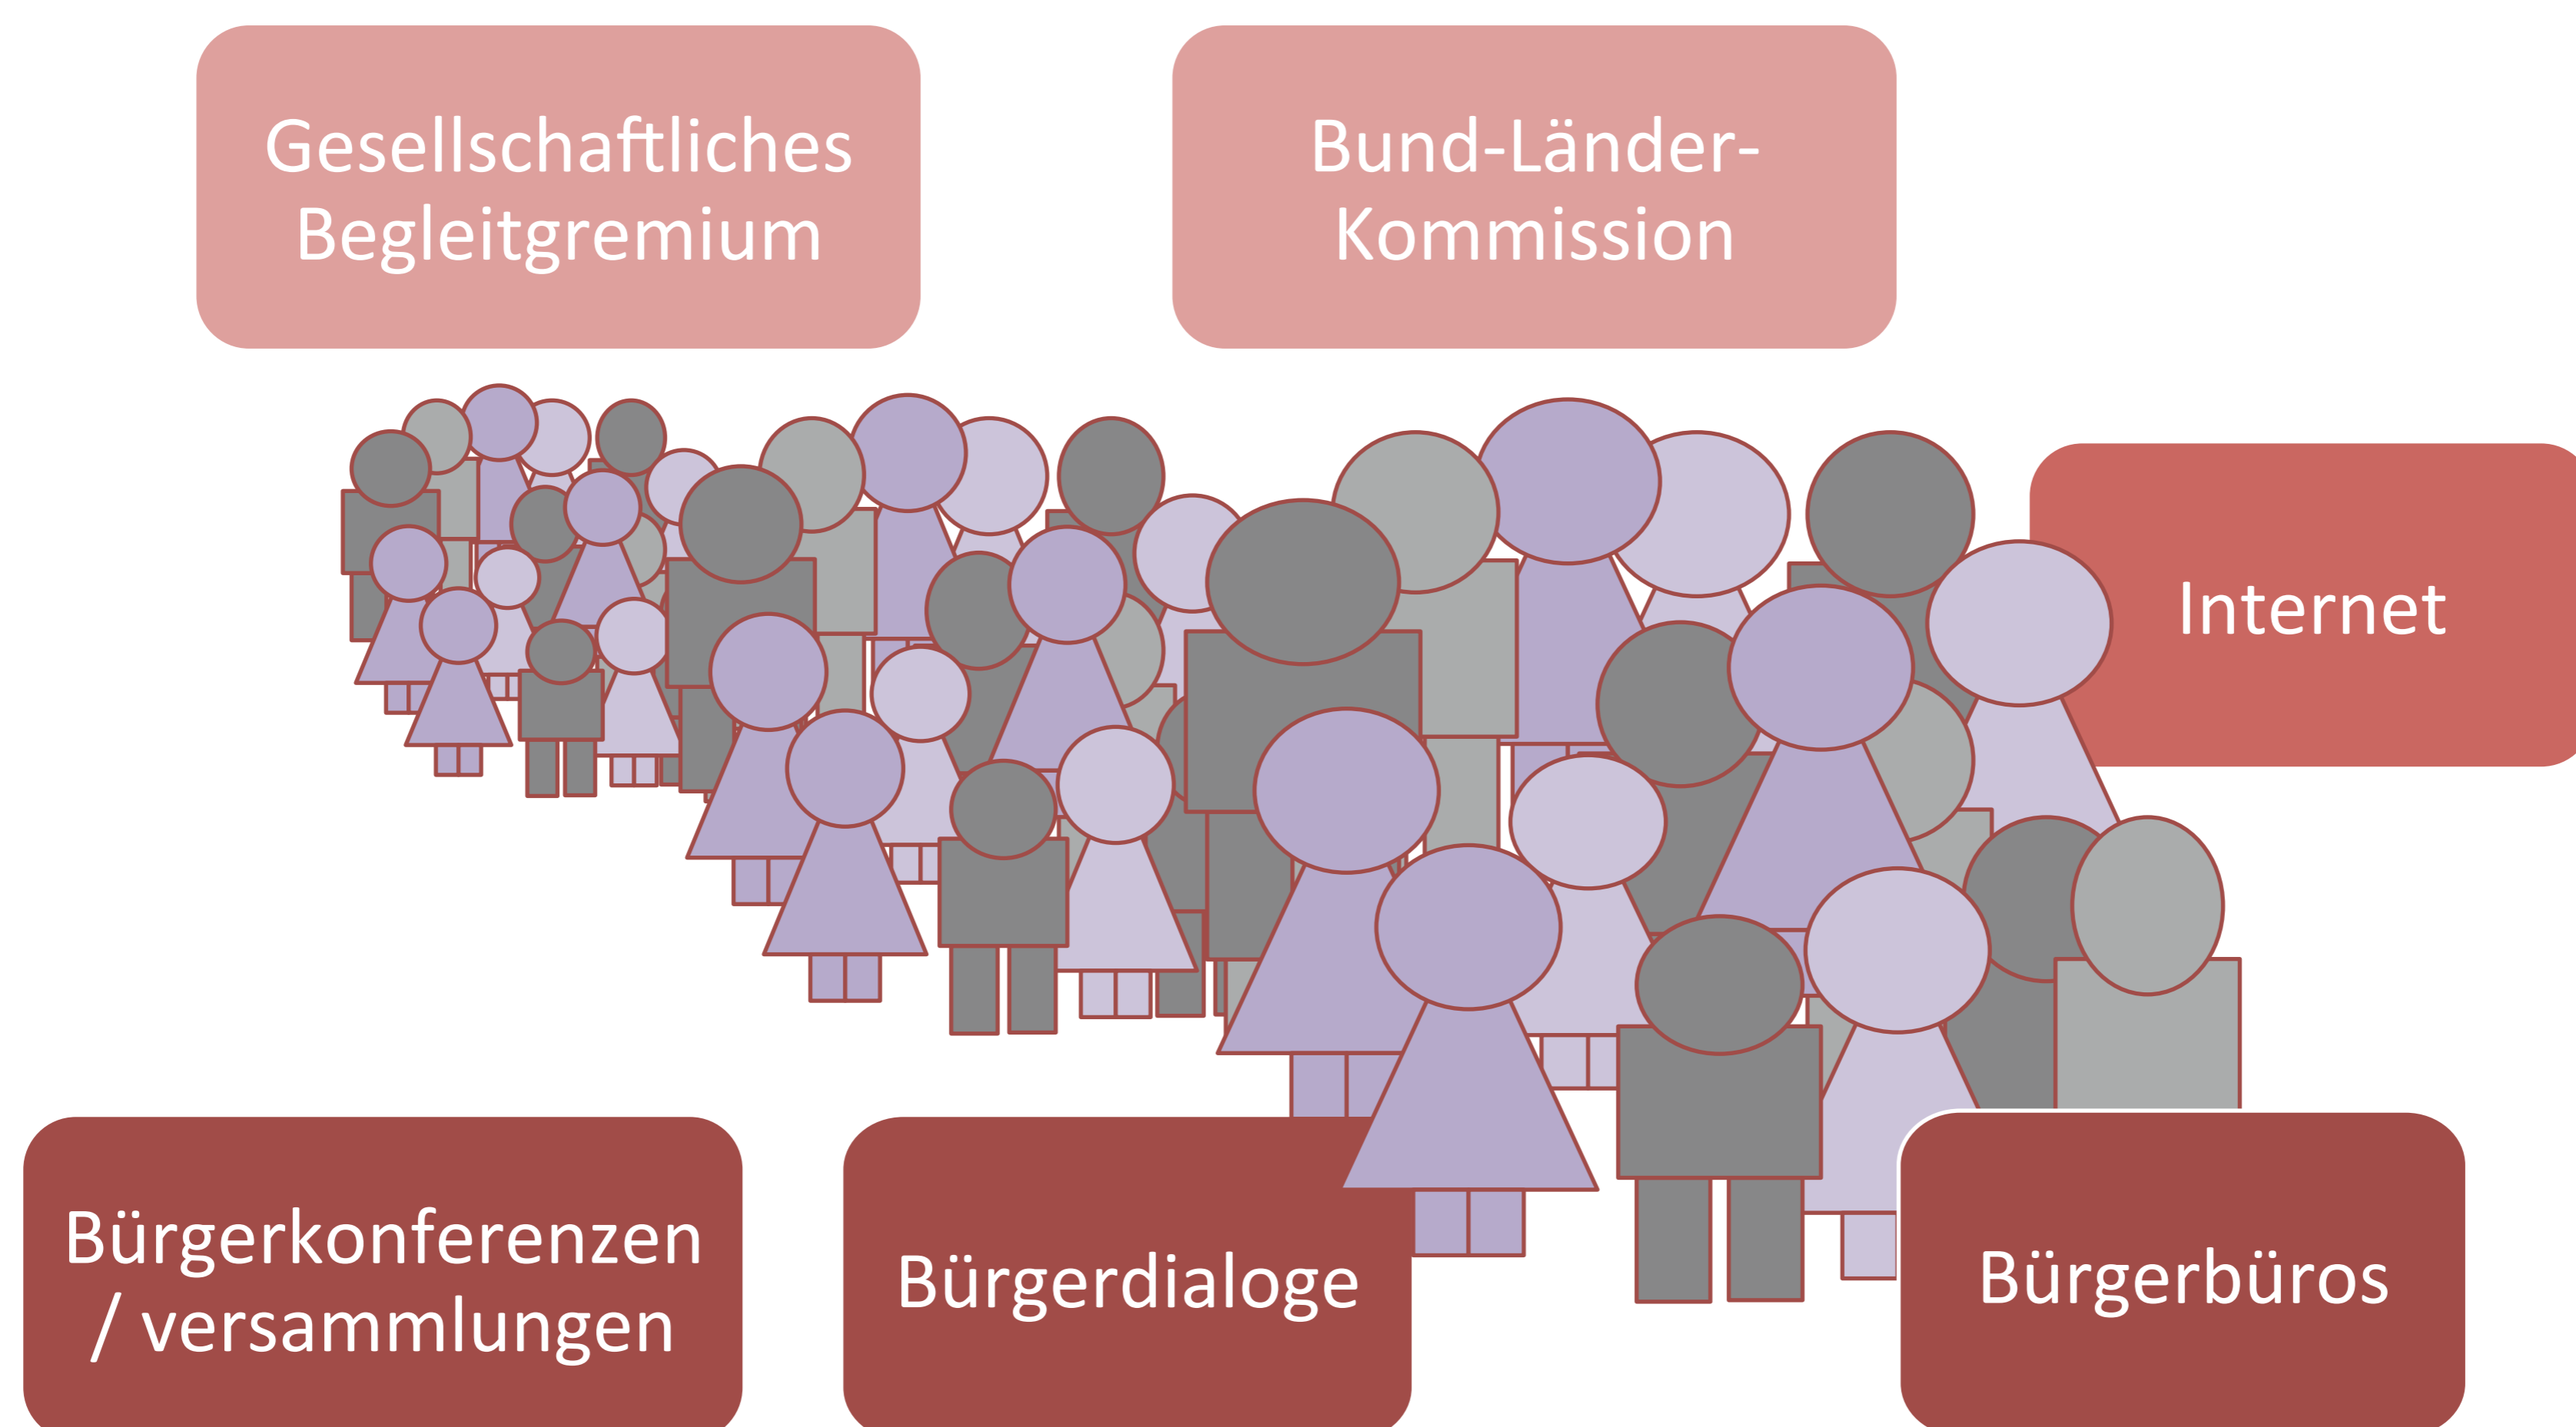 Gesellschaftliches
Begleitgremium
Bund-Länder-
Kommission
Internet
Bürgerkonferenzen
/ versammlungen
Bürgerdialoge
Bürgerbüros